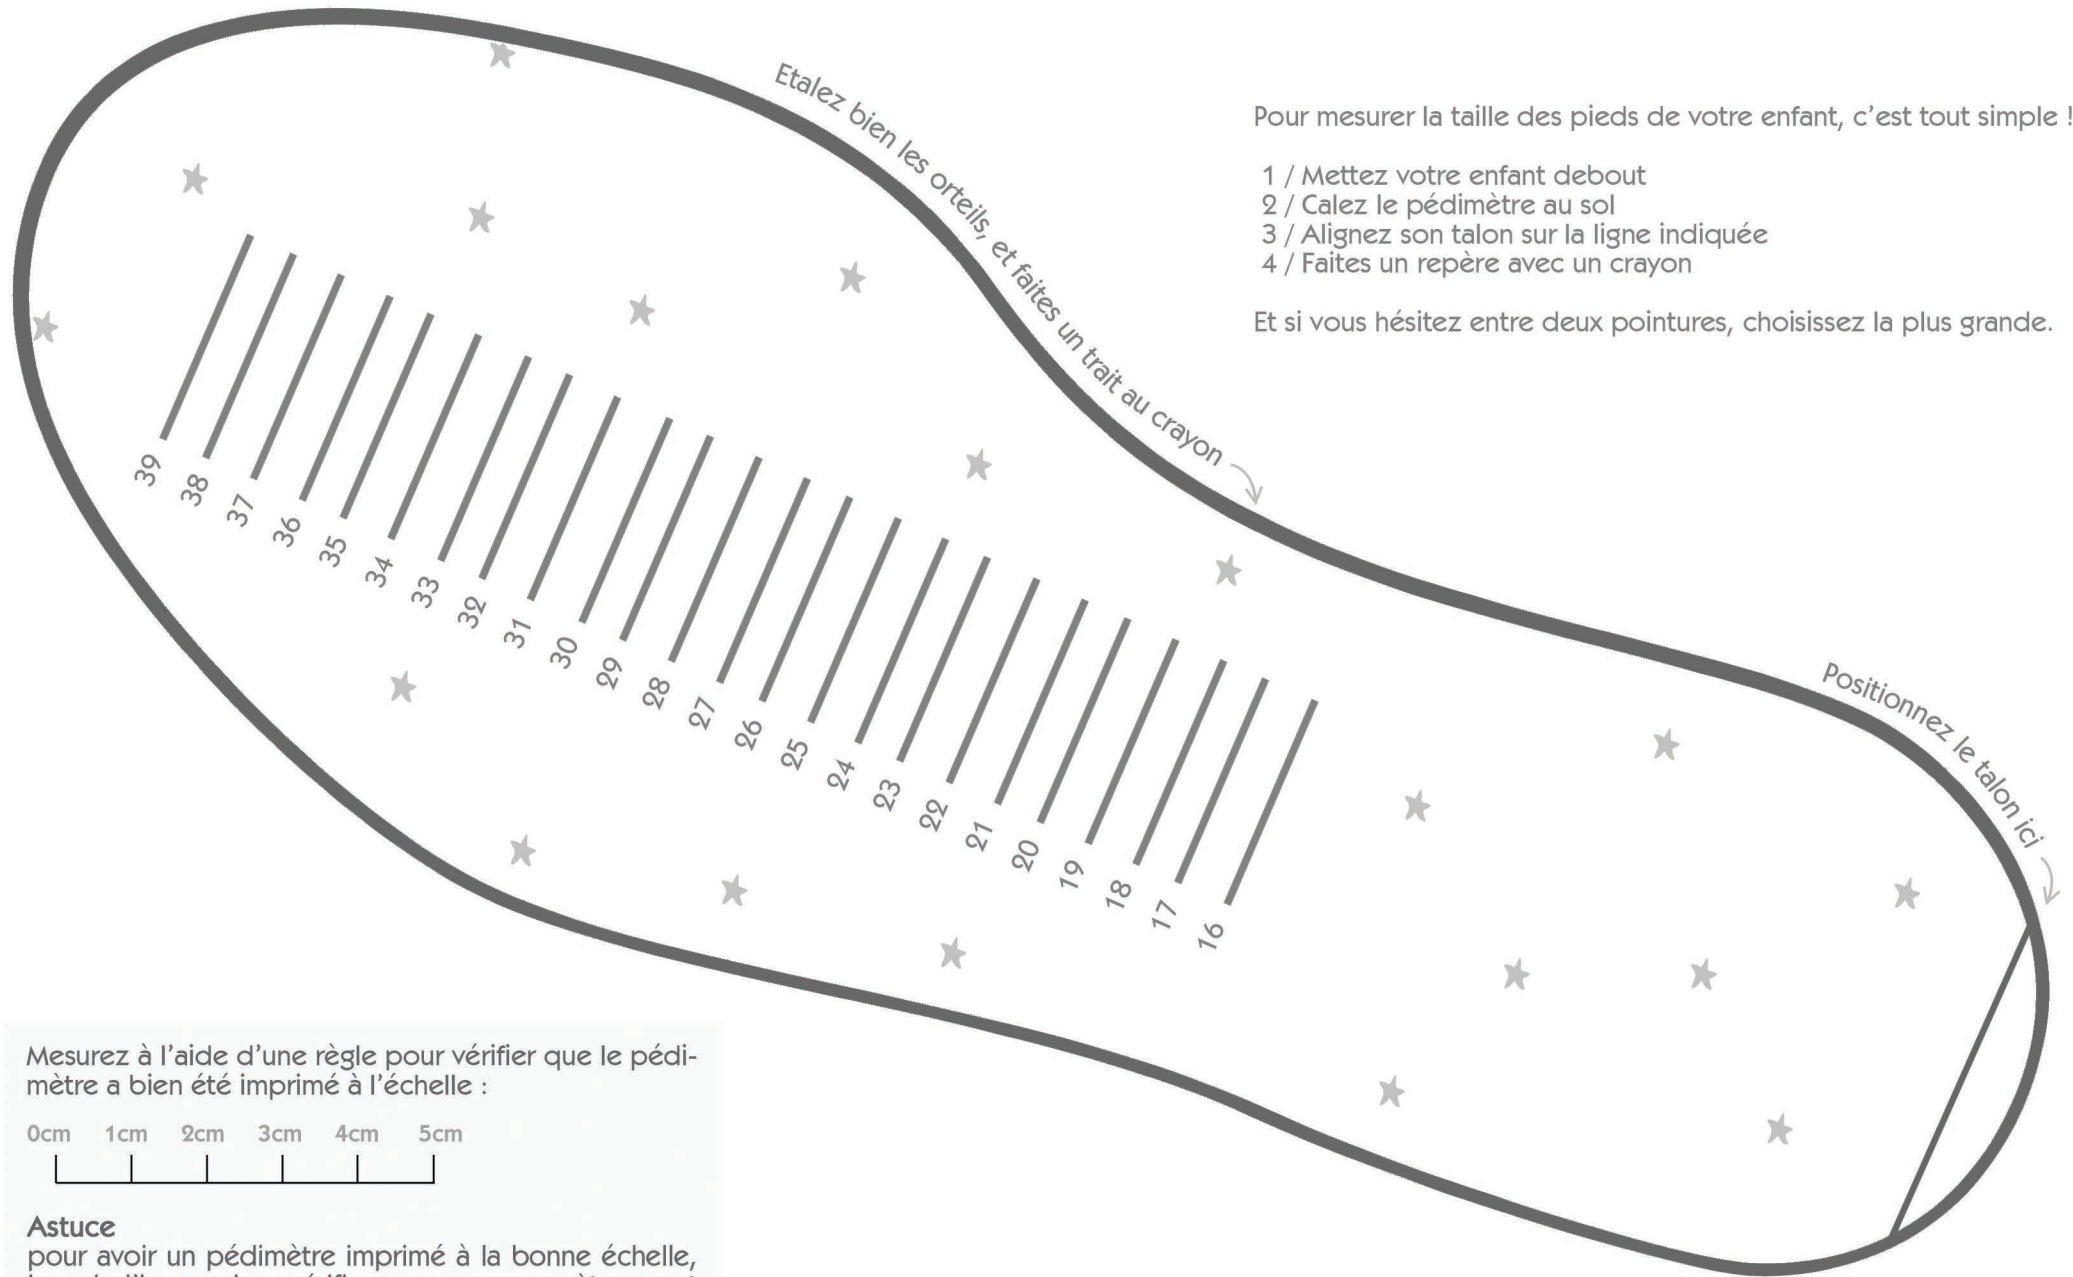 Etalez bien les orteils, et faites un trait au crayon
Pour mesurer la taille des pieds de votre enfant, c'est tout simple !
1 / Mettez votre enfant debout
2 / Calez le pédimètre au sol
3 / Alignez son talon sur la ligne indiquée
4 / Faites un repère avec un crayon
Et si vous hésitez entre deux pointures, choisissez la plus grande.
39
38
37
36
35
34
33
32
31
30
29
28
27
26
25
24
23
22
21
20
19
18
17
16
Positionnez le talon ici
Mesurez à l'aide d'une règle pour vérifier que le pédi-
mètre a bien été imprimé à l'échelle :
0cm 1cm 2cm 3cm 4cm 5cm
Astuce
pour avoir un pédimètre imprimé à la bonne échelle,